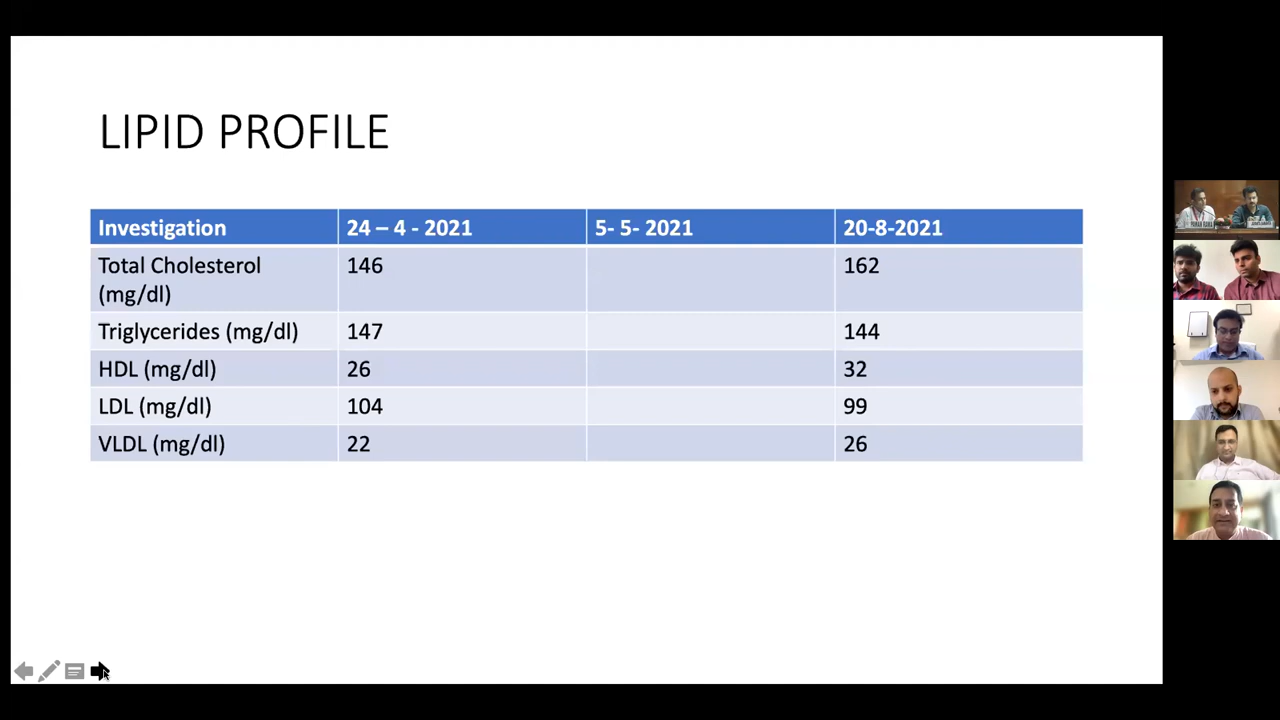 LIPID PROFILE
Investigation 24 – 4 - 2021 5- 5- 2021 20-8-2021
Total Cholesterol (mg/dl) 146 162
Triglycerides (mg/dl) 147 144
HDL (mg/dl) 26 32
LDL (mg/dl) 104 99
VLDL (mg/dl) 22 26